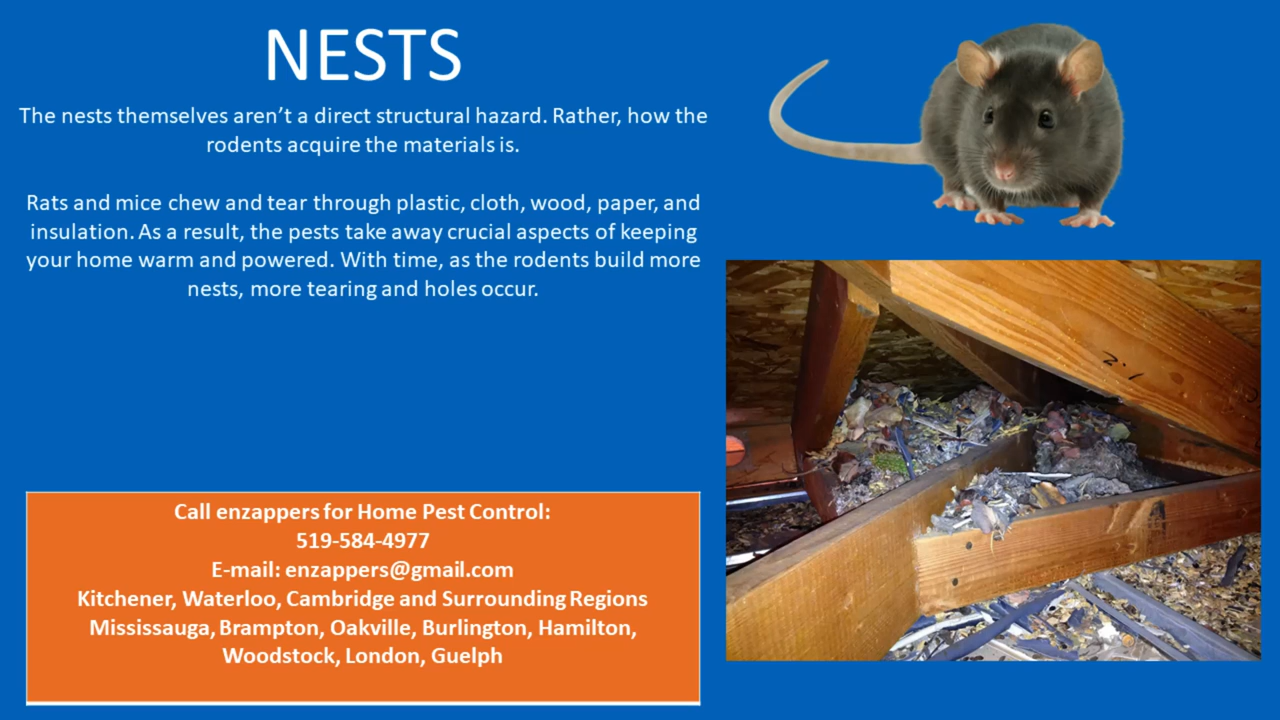 NESTS
The nests themselves aren't a direct structural hazard. Rather, how the
rodents acquire the materials is.
Rats and mice chew and tear through plastic, cloth, wood, paper, and
insulation. As a result, the pests take away crucial aspects of keeping
your home warm and powered. With time, as the rodents build more
nests, more tearing and holes occur.
Call enzappers for Home Pest Control:
519-584-4977
E-mail: enzappers@gmail.com
Kitchener, Waterloo, Cambridge and Surrounding Regions
Mississauga, Brampton, Oakville, Burlington, Hamilton,
Woodstock, London, Guelph